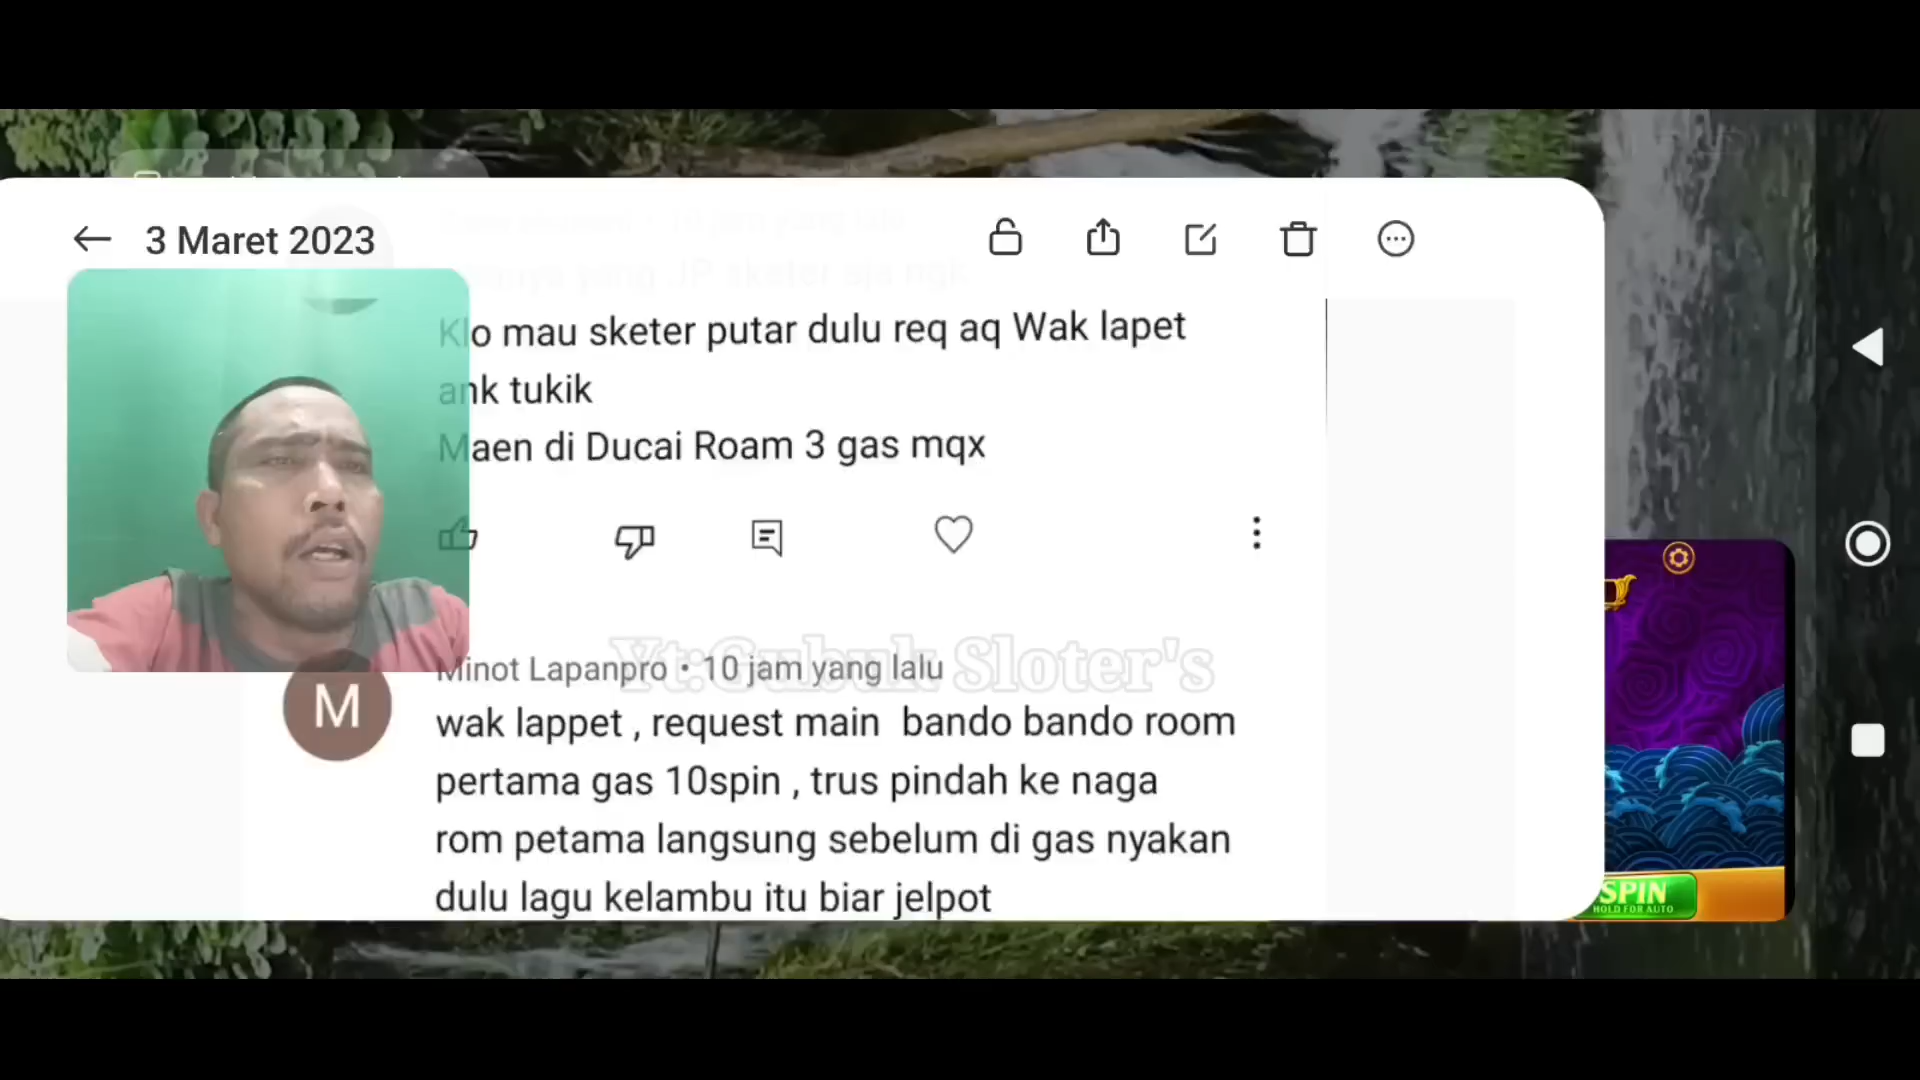 3 Maret 2023
Klo mau sketer putar dulu req aq Wak lapet
ank tukik
Maen di Ducai Roam 3 gas mqx
Yt:Gubuk Sloter's
Minot Lapanpro • 10 jam yang lalu
M
wak lappet , request main bando bando room
pertama gas 10spin , trus pindah ke naga
rom petama langsung sebelum di gas nyakan
dulu lagu kelambu itu biar jelpot
SPIN
HOLD FOR AUTO